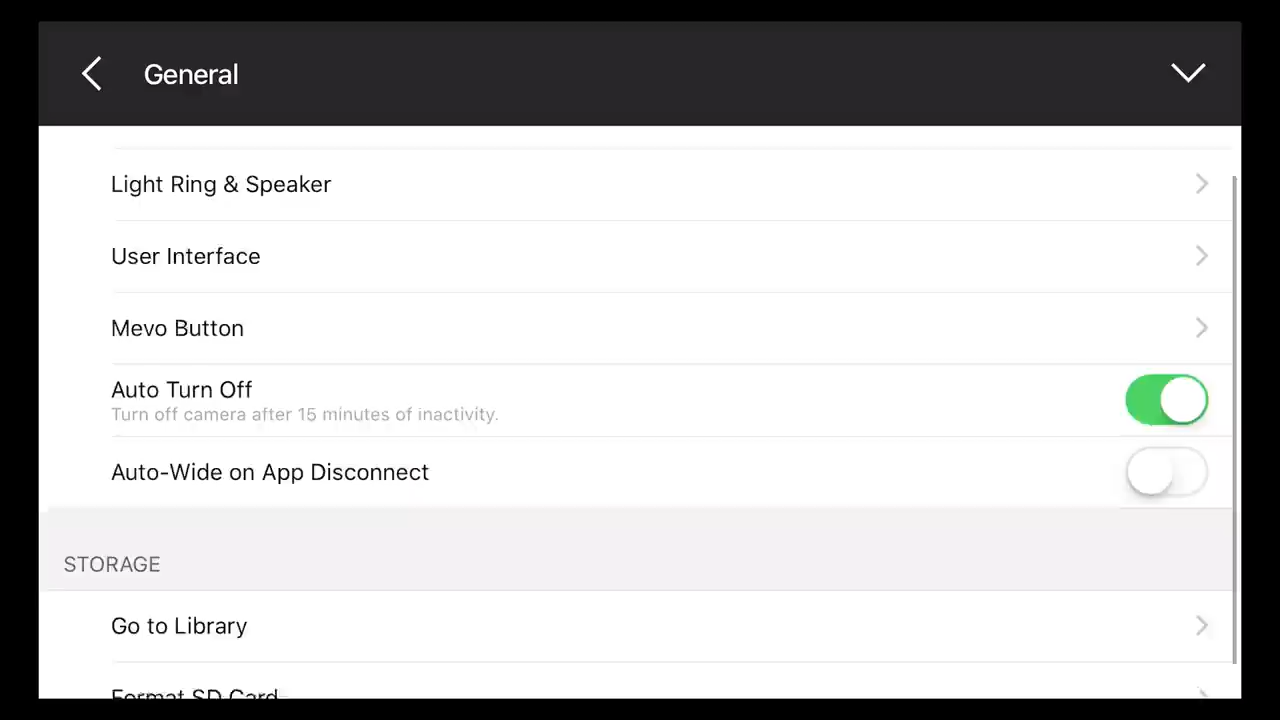 General
Light Ring & Speaker
User Interface
Mevo Button
Auto Turn Off
Turn off camera after 15 minutes of inactivity.
Auto-Wide on App Disconnect
STORAGE
Go to Library
Format SD Card